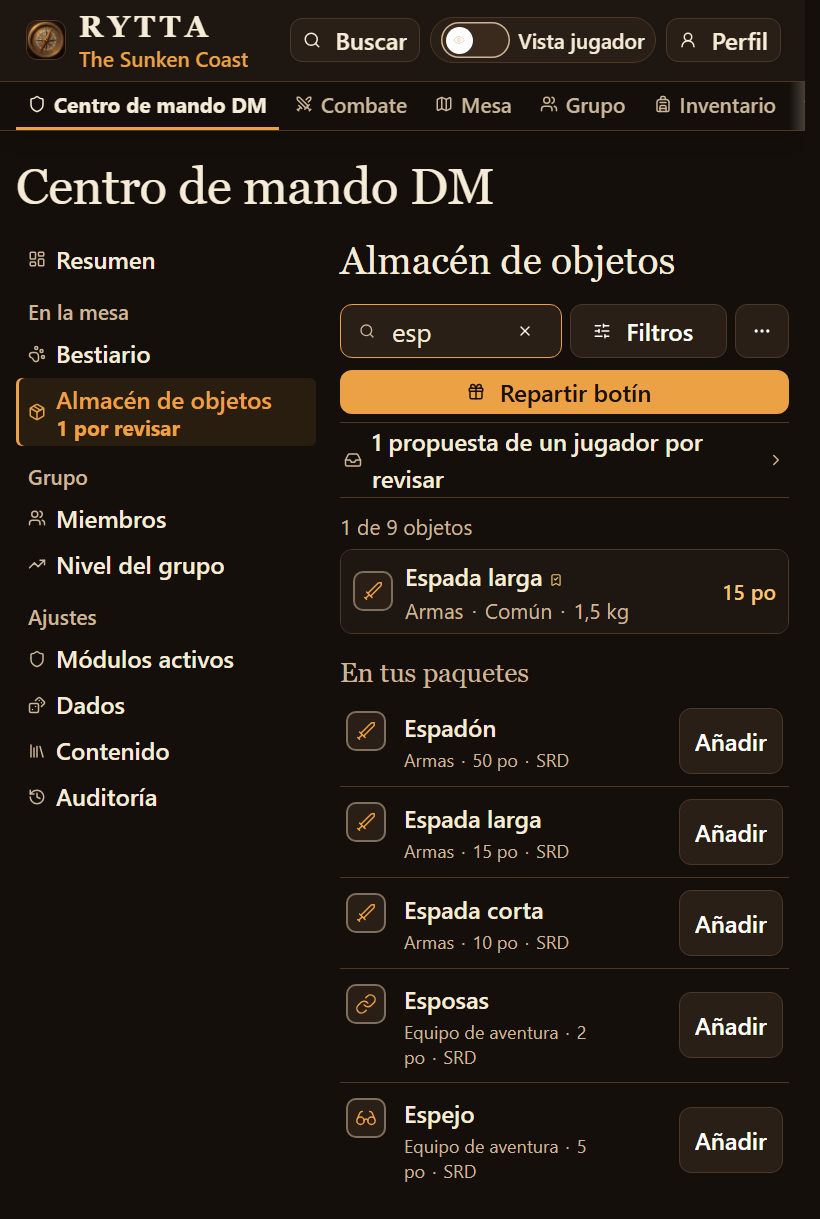 RYTTA
The Sunken Coast
Buscar
Vista jugador
Perfil
Centro de mando DM
Combate
Mesa
Grupo
Inventario
Centro de mando DM
Resumen
En la mesa
Bestiario
Almacén de objetos
1 por revisar
Grupo
Miembros
Nivel del grupo
Ajustes
Módulos activos
Dados
Contenido
Auditoría
Almacén de objetos
esp
Filtros
Repartir botín
1 propuesta de un jugador por
revisar
1 de 9 objetos
Espada larga
Armas · Común · 1,5 kg
15 po
En tus paquetes
Espadón
Armas · 50 po · SRD
Añadir
Espada larga
Armas · 15 po · SRD
Añadir
Espada corta
Armas · 10 po · SRD
Añadir
Esposas
Equipo de aventura · 2
po · SRD
Añadir
Espejo
Equipo de aventura · 5
po · SRD
Añadir